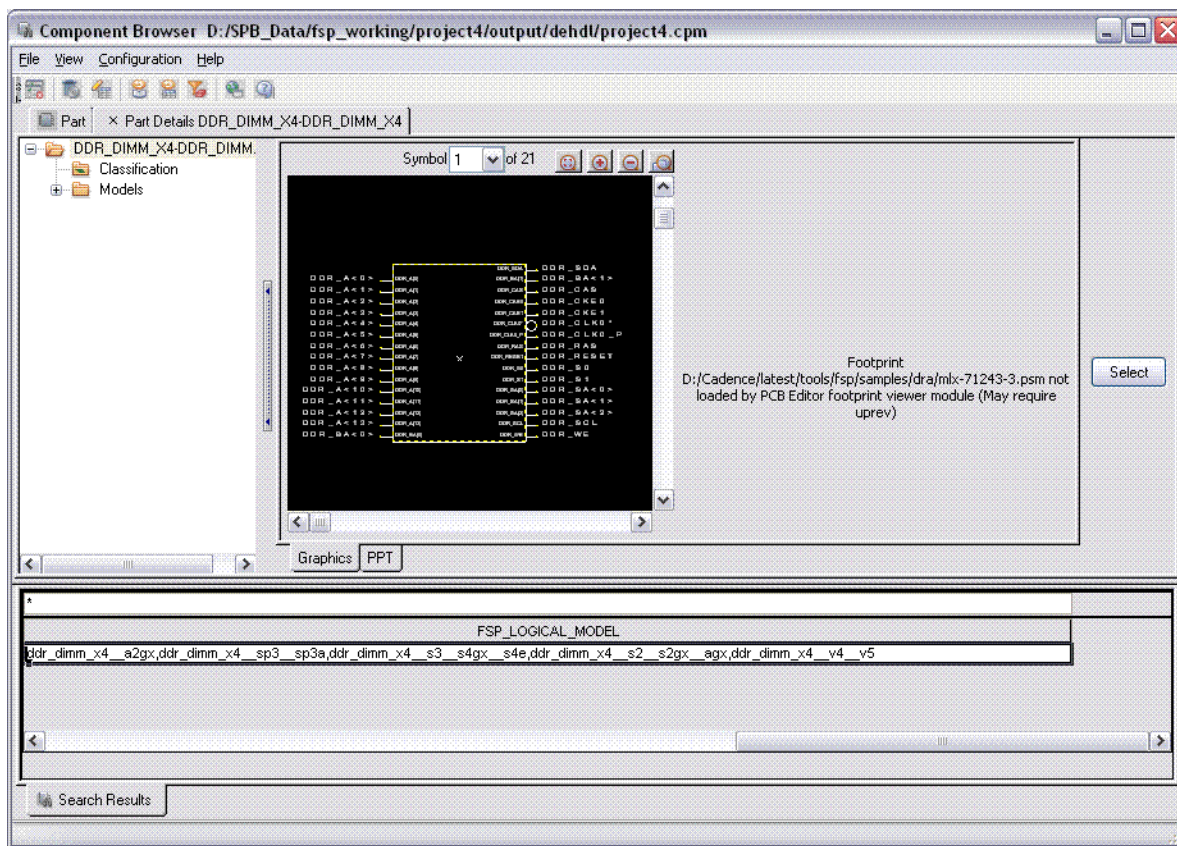 Component Browser D:/SPB_Data/fsp_working/project4/output/dehdl/project4.cpm
File View Configuration Help
Part × Part Details DDR_DIMM_X4-DDR_DIMM_X4
DDR_DIMM_X4-DDR_DIMM.
Classification
Models
Symbol 1 of 21
DDR_SDA
DDR_A<0> DDR_BA<1>
DDR_A<1> DDR_CAS
DDR_A<2> DDR_CKE0
DDR_A<3> DDR_CKE1
DDR_A<4> DDR_CLK0*
DDR_A<5> DDR_CLK0_P
DDR_A<6> DDR_RAS
DDR_A<7> DDR_RESET
DDR_A<8> DDR_S0
DDR_A<9> DDR_S1
DDR_A<10> DDR_SA<0>
DDR_A<11> DDR_SA<1>
DDR_A<12> DDR_SA<2>
DDR_A<13> DDR_SCL
DDR_BA<0> DDR_WE
Footprint
D:/Cadence/latest/tools/fsp/samples/dra/mlx-71243-3.psm not
loaded by PCB Editor footprint viewer module (May require
uprev)
Select
Graphics PPT
*
FSP_LOGICAL_MODEL
ddr_dimm_x4__a2gx,ddr_dimm_x4__sp3__sp3a,ddr_dimm_x4__s3__s4gx__s4e,ddr_dimm_x4__s2__s2gx__agx,ddr_dimm_x4__v4__v5
Search Results